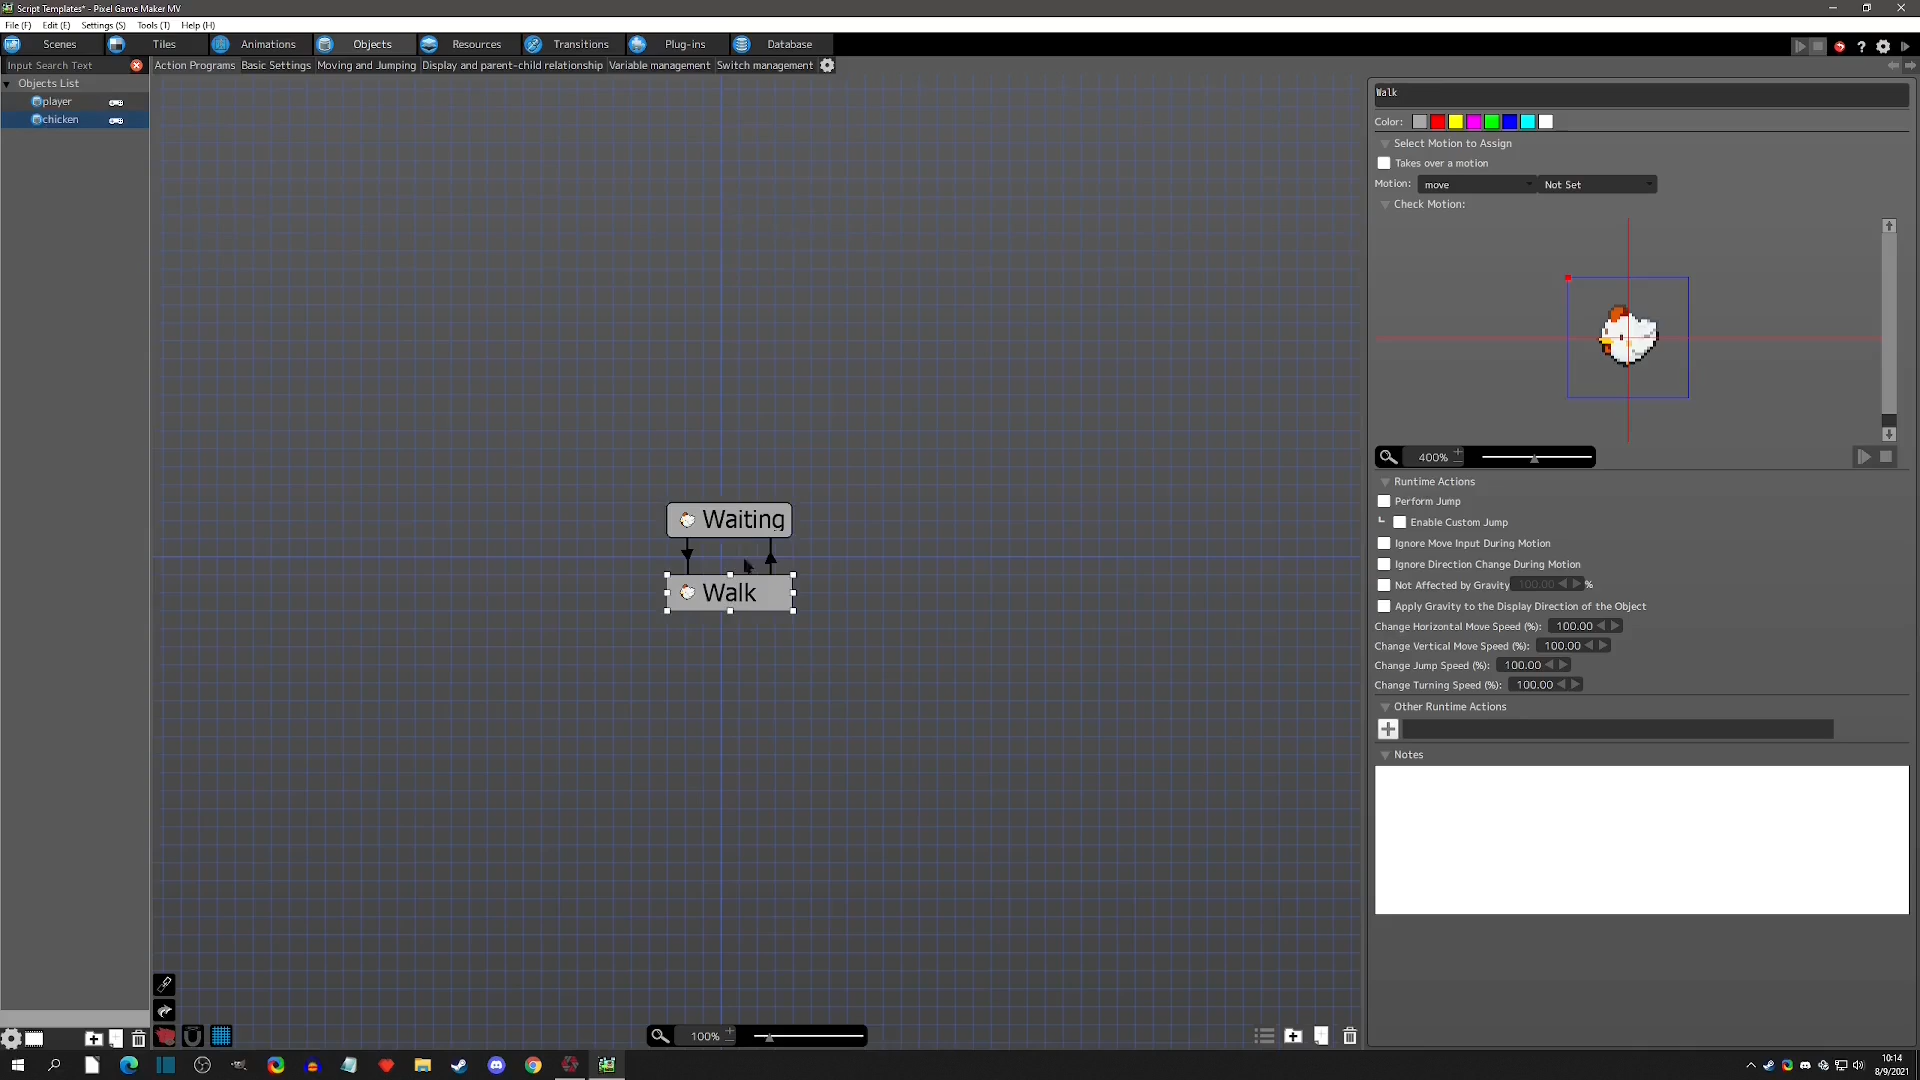 Script Templates* - Pixel Game Maker MV
File (F) Edit (E) Settings (S) Tools (T) Help (H)
Scenes Tiles Animations Objects Resources Transitions Plug-ins Database
Input Search Text Action Programs Basic Settings Moving and Jumping Display and parent-child relationship Variable management Switch management
Objects List
player
chicken
Waiting
Walk
Walk
Color:
Select Motion to Assign
Takes over a motion
Motion: move Not Set
Check Motion:
400%
Runtime Actions
Perform Jump
Enable Custom Jump
Ignore Move Input During Motion
Ignore Direction Change During Motion
Not Affected by Gravity 100.00 %
Apply Gravity to the Display Direction of the Object
Change Horizontal Move Speed (%): 100.00
Change Vertical Move Speed (%): 100.00
Change Jump Speed (%): 100.00
Change Turning Speed (%): 100.00
Other Runtime Actions
Notes
100%
10:14
8/9/2021